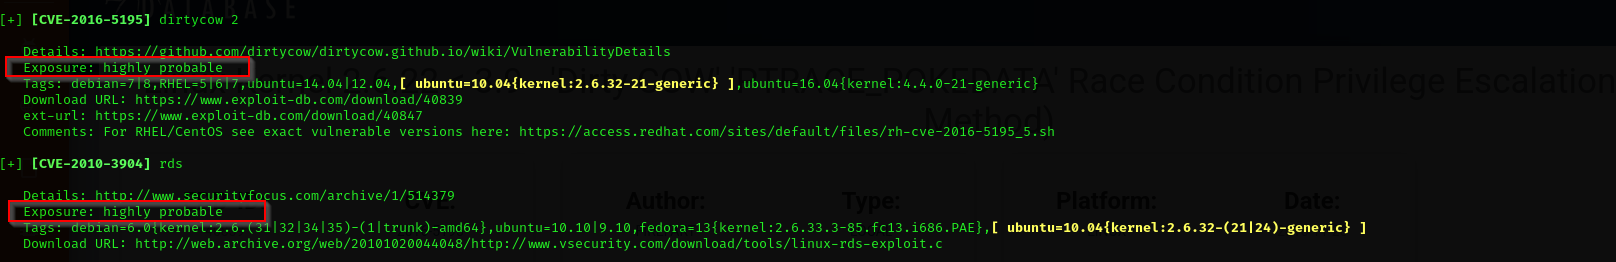 DATABASE
[+] [CVE-2016-5195] dirtycow 2
Details: https://github.com/dirtycow/dirtycow.github.io/wiki/VulnerabilityDetails
Exposure: highly probable
Tags: debian=7|8,RHEL=5|6|7,ubuntu=14.04|12.04,[ ubuntu=10.04{kernel:2.6.32-21-generic} ],ubuntu=16.04{kernel:4.4.0-21-generic}
Race Condition Privilege Escalation
Download URL: https://www.exploit-db.com/download/40839
ext-url: https://www.exploit-db.com/download/40847
Method)
Comments: For RHEL/CentOS see exact vulnerable versions here: https://access.redhat.com/sites/default/files/rh-cve-2016-5195_5.sh
[+] [CVE-2010-3904] rds
Details: http://www.securityfocus.com/archive/1/514379
CVE: Author: Type: Platform: Date:
Exposure: highly probable
Tags: debian=6.0{kernel:2.6.(31|32|34|35)-(1|trunk)-amd64},ubuntu=10.10|9.10,fedora=13{kernel:2.6.33.3-85.fc13.i686.PAE},[ ubuntu=10.04{kernel:2.6.32-(21|24)-generic} ]
Download URL: http://web.archive.org/web/20101020044048/http://www.vsecurity.com/download/tools/linux-rds-exploit.c